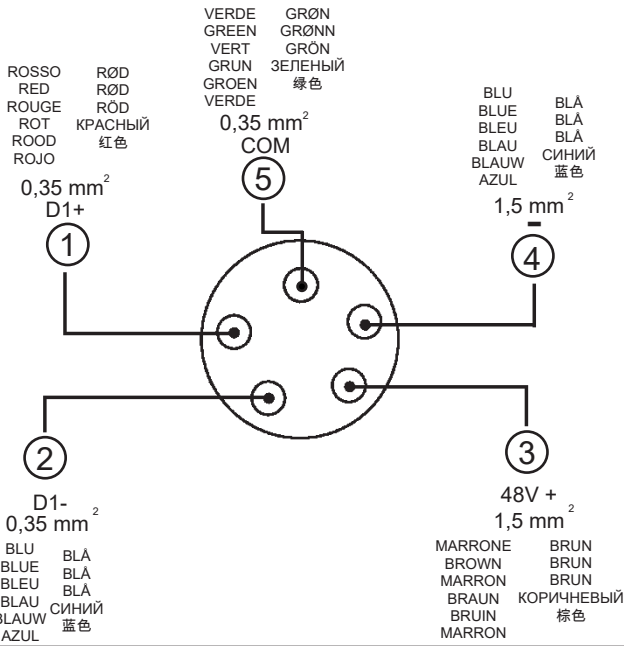 VERDE
GREEN
VERT
GRUN
GROEN
VERDE
GRØN
GRØNN
GRÖN
ЗЕЛЕНЫЙ
绿色
0,35 mm²
COM
5
ROSSO
RED
ROUGE
ROT
ROOD
ROJO
RØD
RØD
RÖD
КРАСНЫЙ
红色
0,35 mm²
D1+
1
BLU
BLUE
BLEU
BLAU
BLAUW
AZUL
BLÅ
BLÅ
BLÅ
СИНИЙ
蓝色
1,5 mm²
-
4
2
D1-
0,35 mm²
BLU
BLUE
BLEU
BLAU
BLAUW
AZUL
BLÅ
BLÅ
BLÅ
СИНИЙ
蓝色
3
48V +
1,5 mm²
MARRONE
BROWN
MARRON
BRAUN
BRUIN
MARRON
BRUN
BRUN
BRUN
КОРИЧНЕВЫЙ
棕色